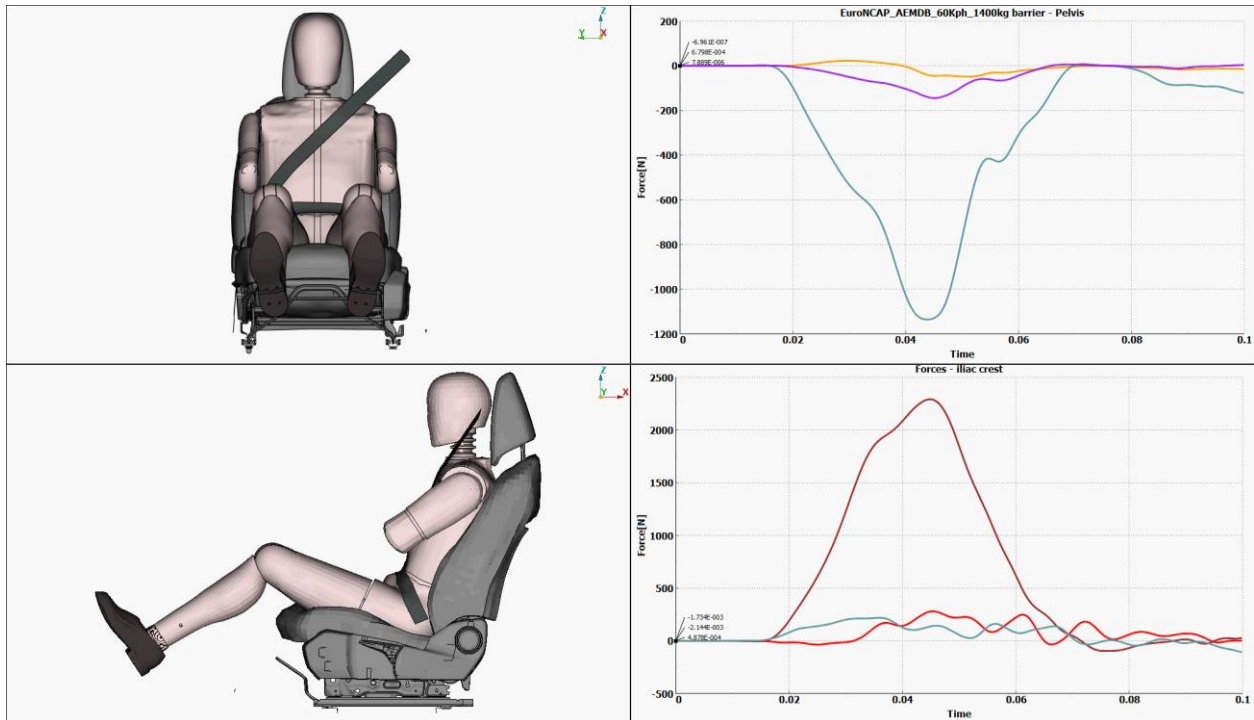 Z
Y
X
EuroNCAP_AEMDB_60Kph_1400kg barrier - Pelvis
Force[N]
200
0
-200
-400
-600
-800
-1000
-1200
-6.961E-007
6.798E-004
7.889E-006
0
0.02
0.04
0.06
0.08
0.1
Time
Z
Y
X
Forces - iliac crest
Force[N]
2500
2000
1500
1000
500
0
-500
-1.734E-003
-2.144E-003
4.878E-004
0
0.02
0.04
0.06
0.08
0.1
Time